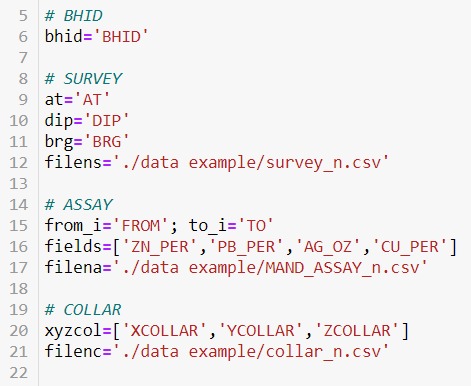 5 # BHID
6 bhid='BHID'
7
8 # SURVEY
9 at='AT'
10 dip='DIP'
11 brg='BRG'
12 filens='./data example/survey_n.csv'
13
14 # ASSAY
15 from_i='FROM'; to_i='TO'
16 fields=['ZN_PER','PB_PER','AG_OZ','CU_PER']
17 filena='./data example/MAND_ASSAY_n.csv'
18
19 # COLLAR
20 xyzcol=['XCOLLAR','YCOLLAR','ZCOLLAR']
21 filenc='./data example/collar_n.csv'
22